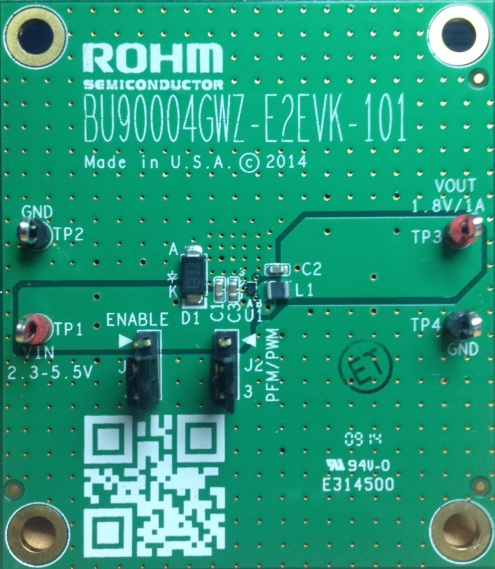 ROHM
SEMICONDUCTOR
BU90004GWZ-E2EVK-101
Made in U.S.A. © 2014
VOUT
1.8V/1A
GND
TP2
TP3
A
C2
K
L1
D1
U1
TP1
ENABLE
TP4
VIN
GND
2.3-5.5V
J2
PFM/PWM
3
ET
0914
94V-0
E314500